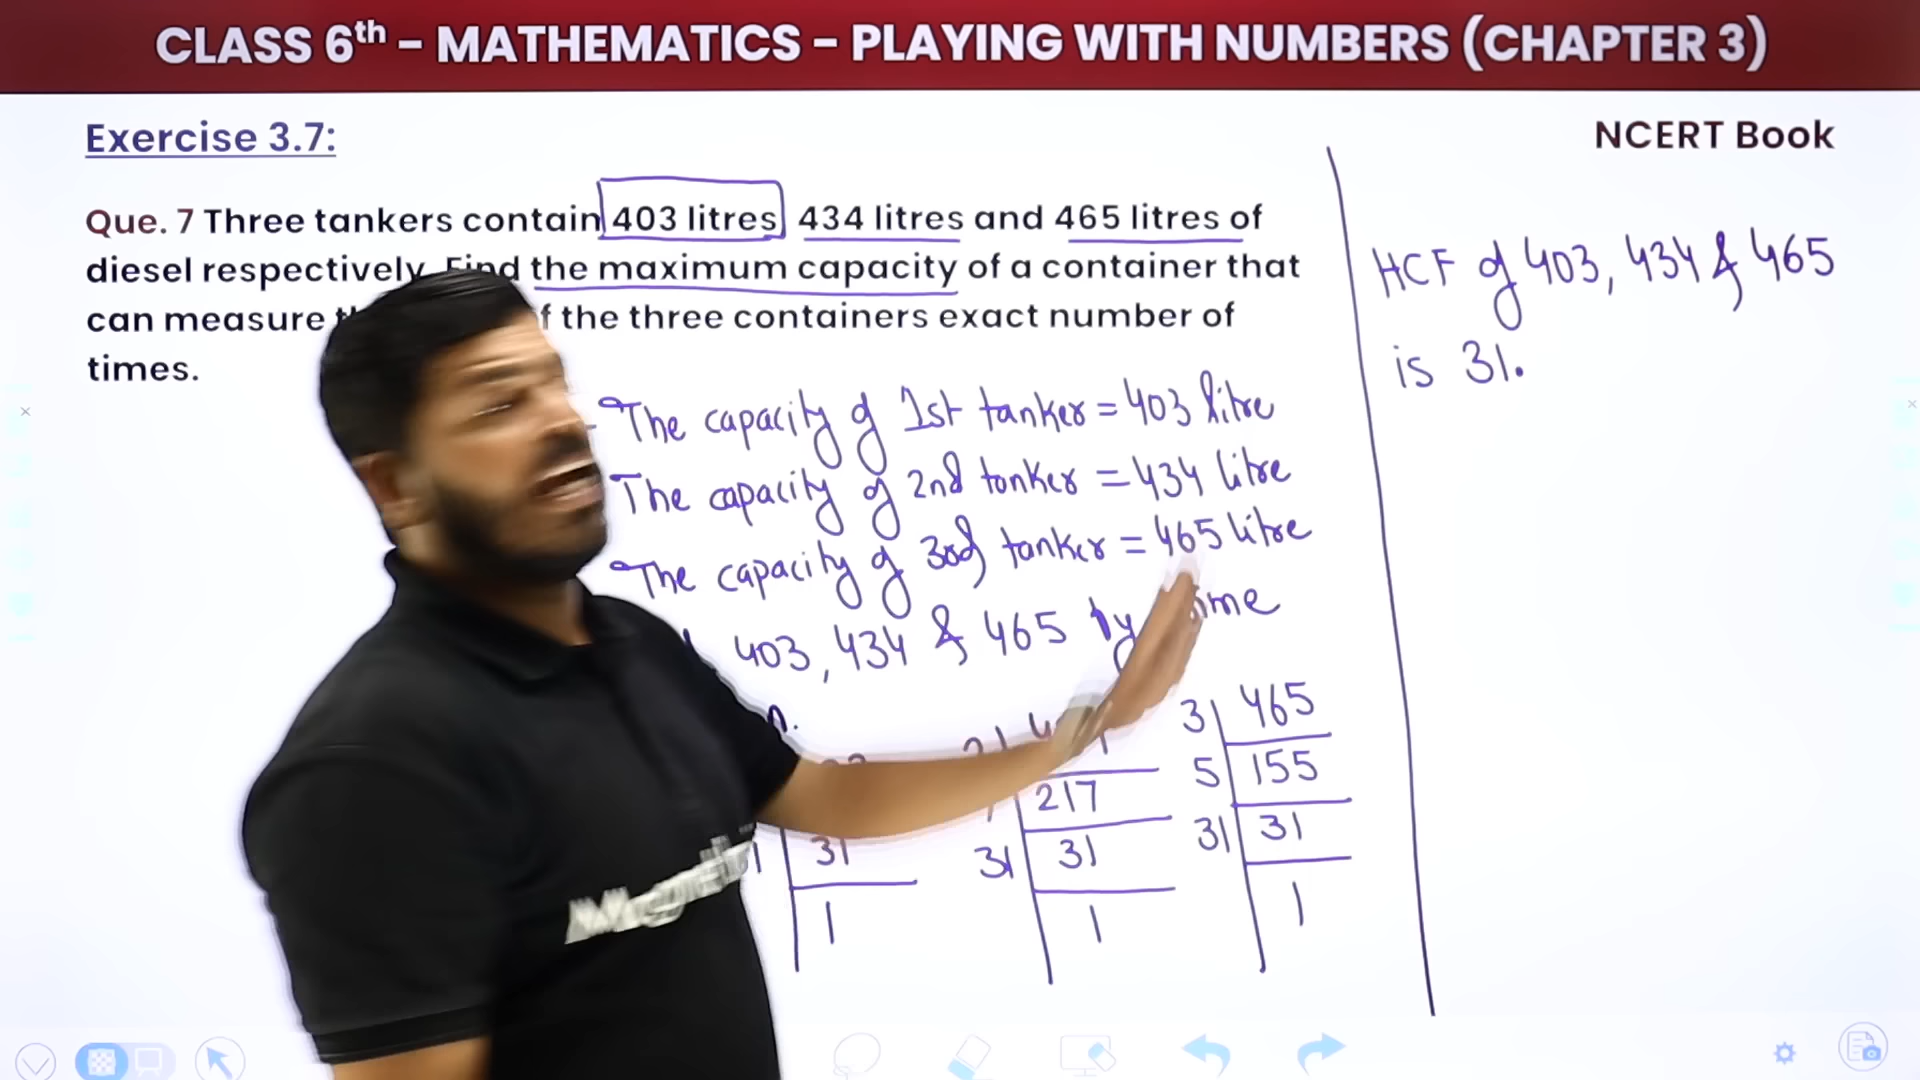 CLASS 6th – MATHEMATICS – PLAYING WITH NUMBERS (CHAPTER 3)
Exercise 3.7:
NCERT Book
Que. 7 Three tankers contain 403 litres 434 litres and 465 litres of
diesel respectively. Find the maximum capacity of a container that
can measure the three containers exact number of
times.
The capacity of 1st tanker = 403 litre
The capacity of 2nd tanker = 434 litre
The capacity of 3rd tanker = 465 litre
403, 434 & 465 by
31
1
217
31 31
1
3 465
5 155
31 31
1
HCF of 403, 434 & 465
is 31.
Magnet